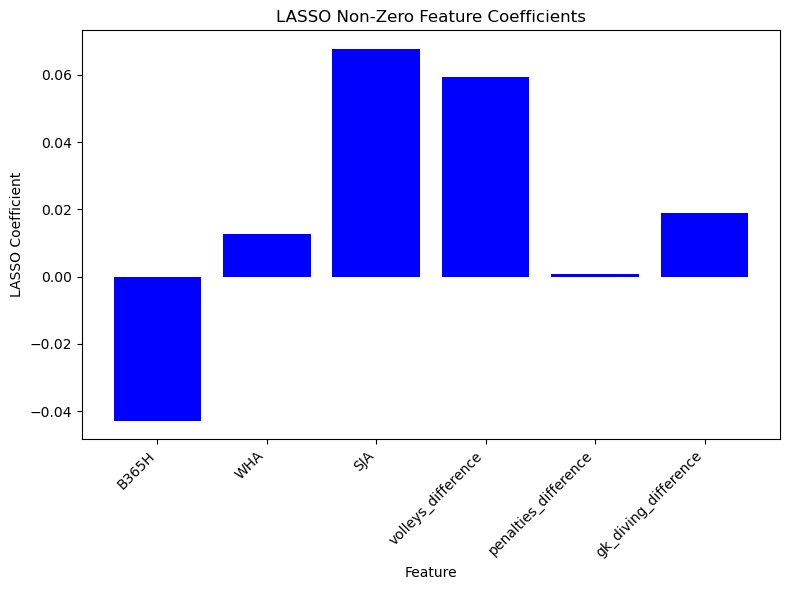 LASSO Non-Zero Feature Coefficients
LASSO Coefficient
0.06
0.04
0.02
0.00
−0.02
−0.04
B365H
WHA
SJA
volleys_difference
penalties_difference
gk_diving_difference
Feature